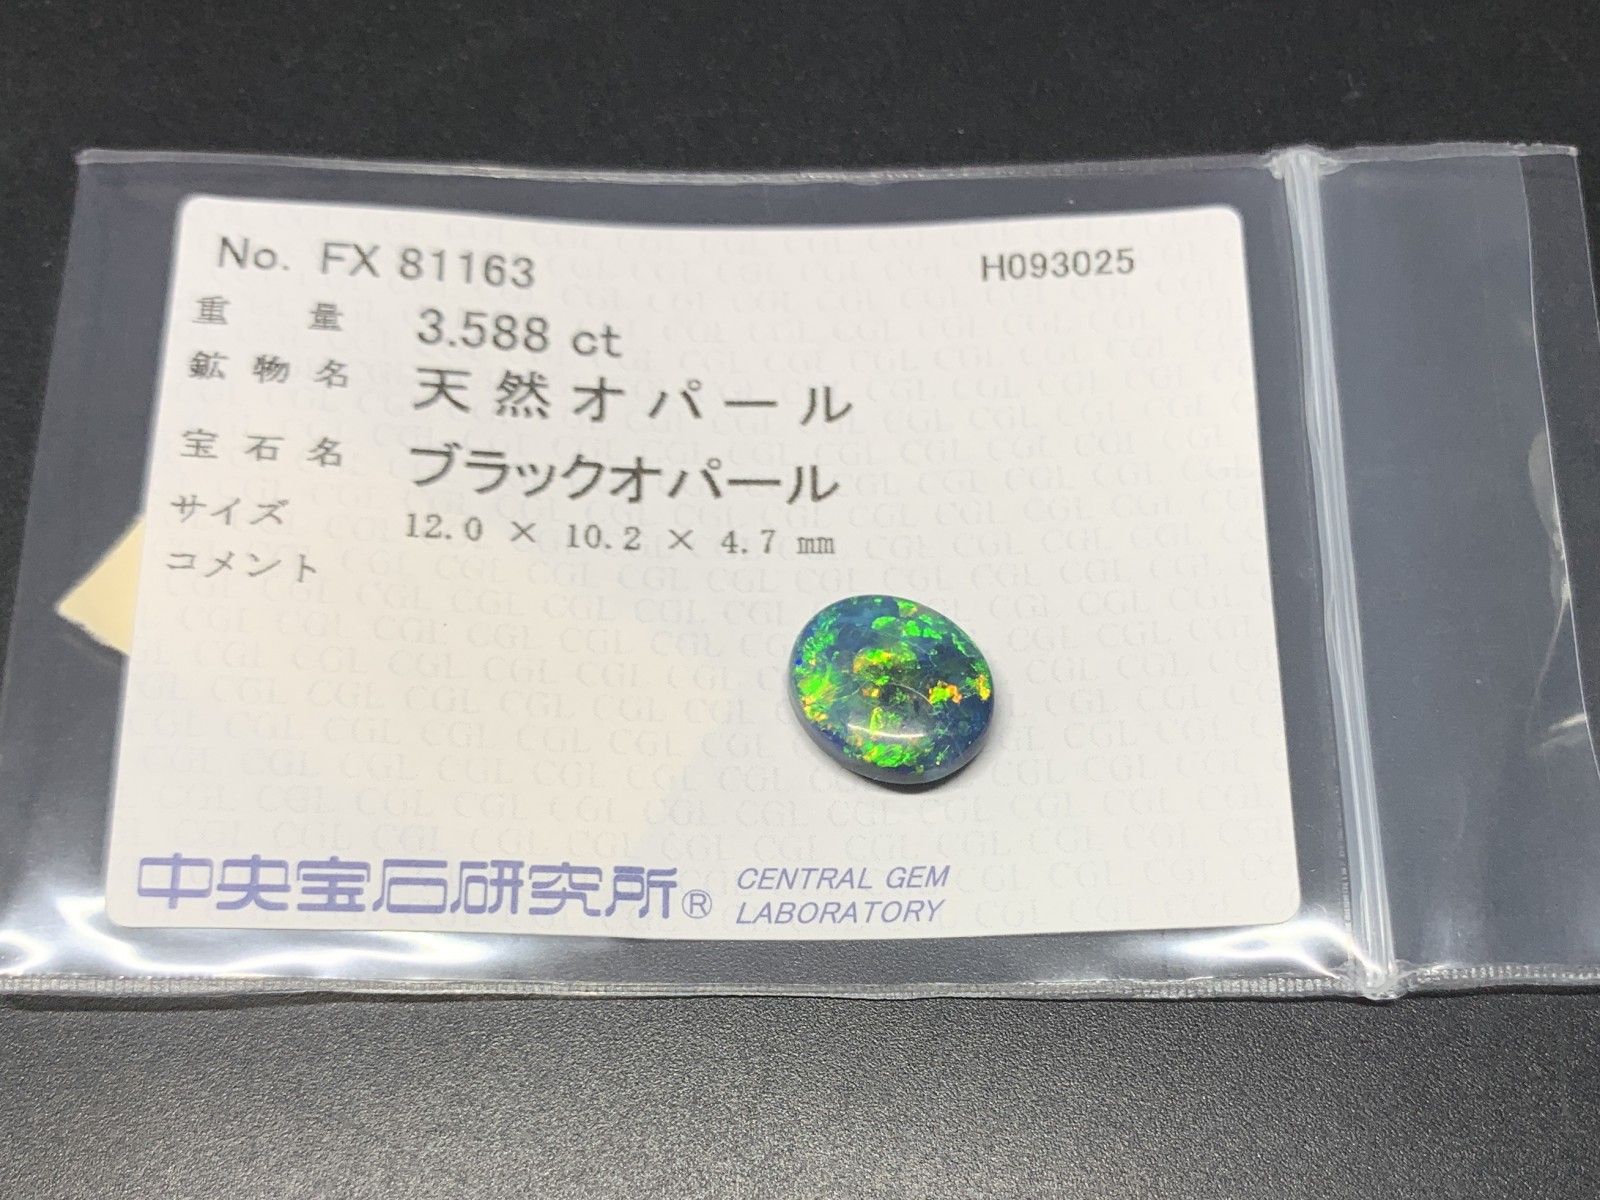 No. FX 81163 H093025
重量 3.588 ct
鉱物名 天然オパール
宝石名 ブラックオパール
サイズ 12.0 × 10.2 × 4.7 mm
コメント
中央宝石研究所® CENTRAL GEM
LABORATORY